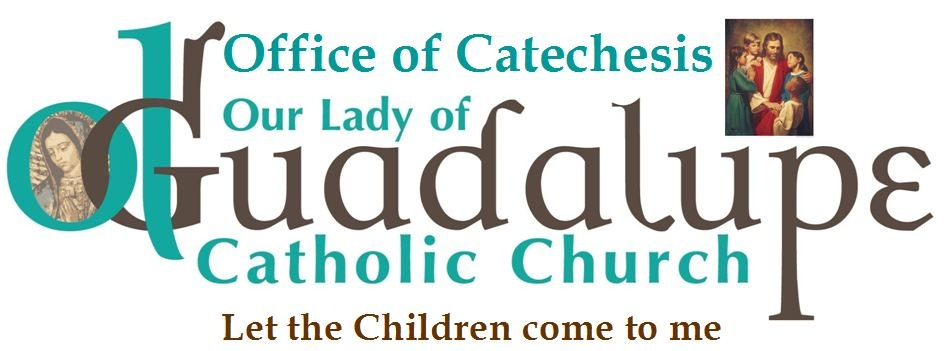 Office of Catechesis
Our Lady of
Guadalupe
Catholic Church
Let the Children come to me